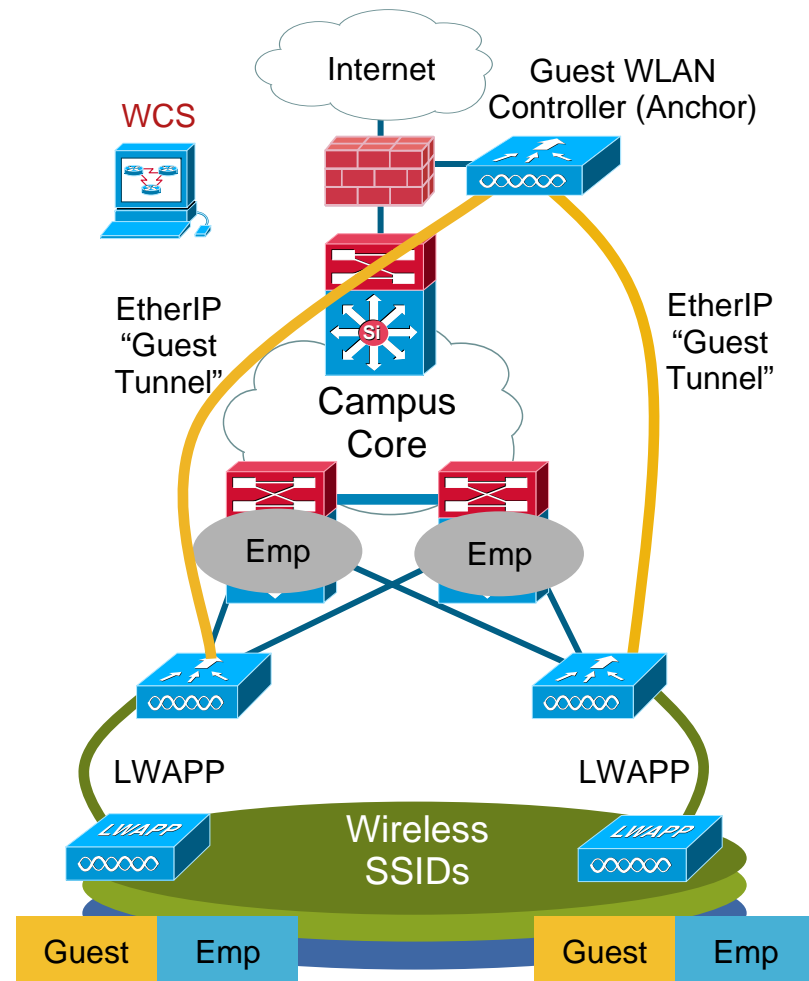 Internet
Guest WLAN
Controller (Anchor)
WCS
EtherIP
“Guest
Tunnel”
EtherIP
“Guest
Tunnel”
Si
Campus
Core
Emp
Emp
LWAPP
LWAPP
LWAPP
LWAPP
Wireless
SSIDs
Guest
Emp
Guest
Emp